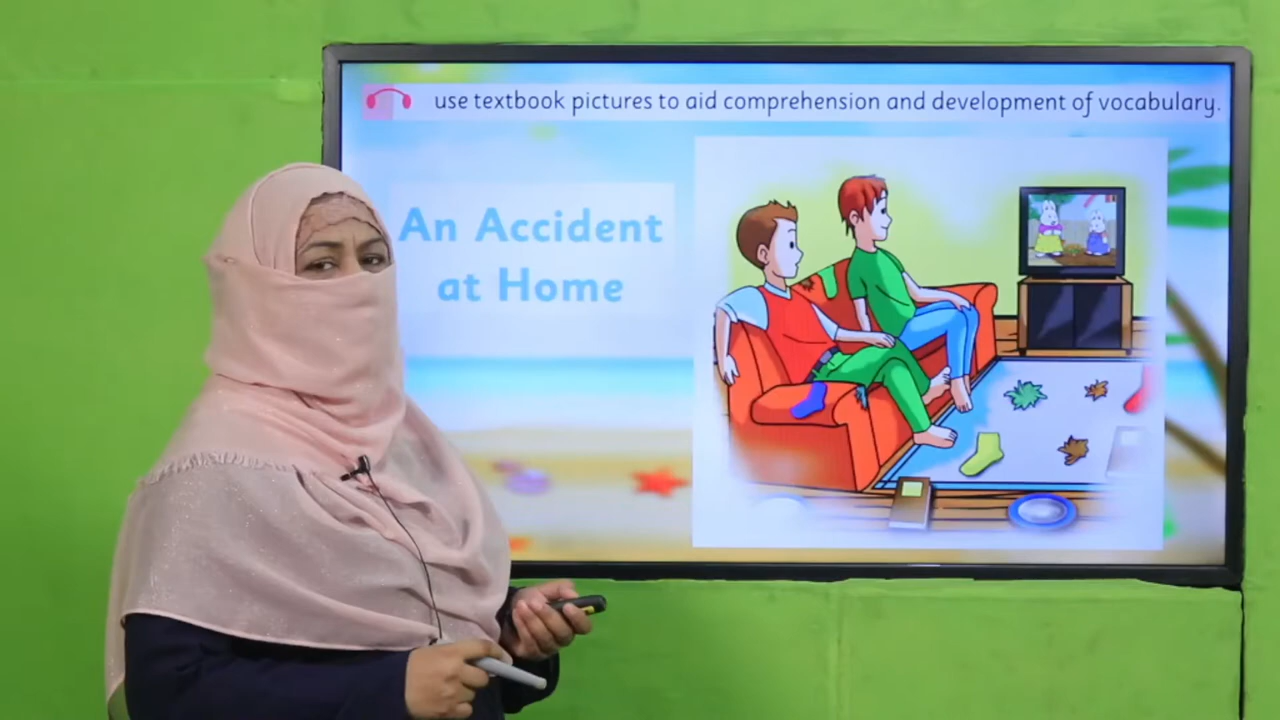 use textbook pictures to aid comprehension and development of vocabulary.
An Accident
at Home